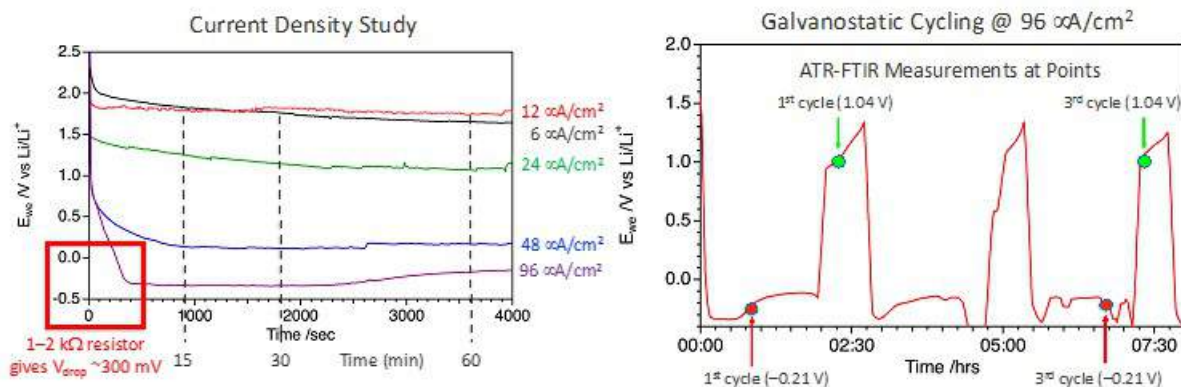 Current Density Study
2.5
2.0
1.5
1.0
0.5
0.0
-0.5
E_we /V vs Li/Li⁺
12 ∝A/cm²
6 ∝A/cm²
24 ∝A/cm²
48 ∝A/cm²
96 ∝A/cm²
0
1000
2000
3000
4000
Time /sec
15
30
Time (min)
60
1–2 kΩ resistor
gives V_drop ~300 mV
Galvanostatic Cycling @ 96 ∝A/cm²
2.0
1.5
1.0
0.5
0.0
E_we /V vs Li/Li⁺
ATR-FTIR Measurements at Points
1st cycle (1.04 V)
3rd cycle (1.04 V)
00:00
02:30
05:00
07:30
Time /hrs
1st cycle (–0.21 V)
3rd cycle (–0.21 V)